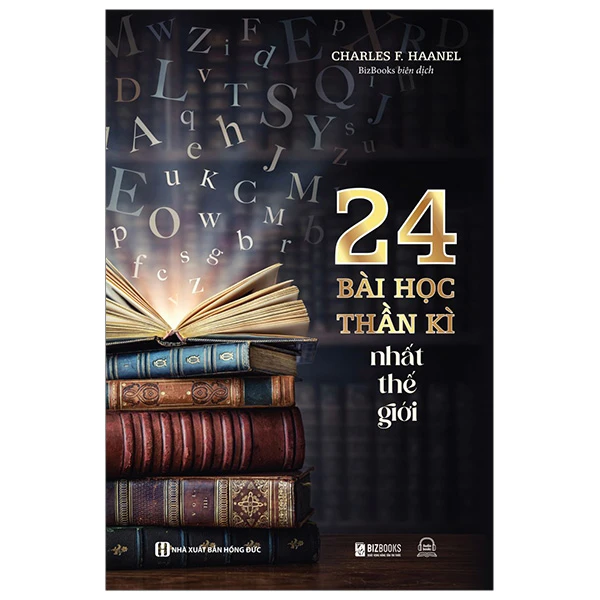 CHARLES F. HAANEL
BizBooks biên dịch
24
BÀI HỌC
THẦN KÌ
nhất
thế
giới
NHÀ XUẤT BẢN HỒNG ĐỨC
BIZBOOKS